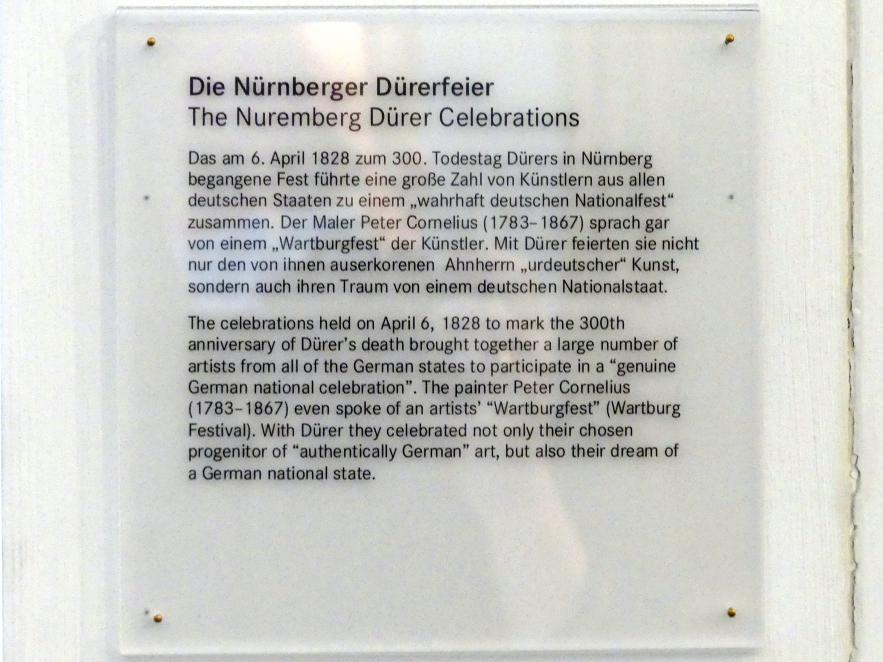 Die Nürnberger Dürerfeier
The Nuremberg Dürer Celebrations
Das am 6. April 1828 zum 300. Todestag Dürers in Nürnberg
begangene Fest führte eine große Zahl von Künstlern aus allen
deutschen Staaten zu einem „wahrhaft deutschen Nationalfest“
zusammen. Der Maler Peter Cornelius (1783–1867) sprach gar
von einem „Wartburgfest“ der Künstler. Mit Dürer feierten sie nicht
nur den von ihnen auserkorenen Ahnherrn „urdeutscher“ Kunst,
sondern auch ihren Traum von einem deutschen Nationalstaat.
The celebrations held on April 6, 1828 to mark the 300th
anniversary of Dürer’s death brought together a large number of
artists from all of the German states to participate in a “genuine
German national celebration”. The painter Peter Cornelius
(1783–1867) even spoke of an artists’ “Wartburgfest” (Wartburg
Festival). With Dürer they celebrated not only their chosen
progenitor of “authentically German” art, but also their dream of
a German national state.